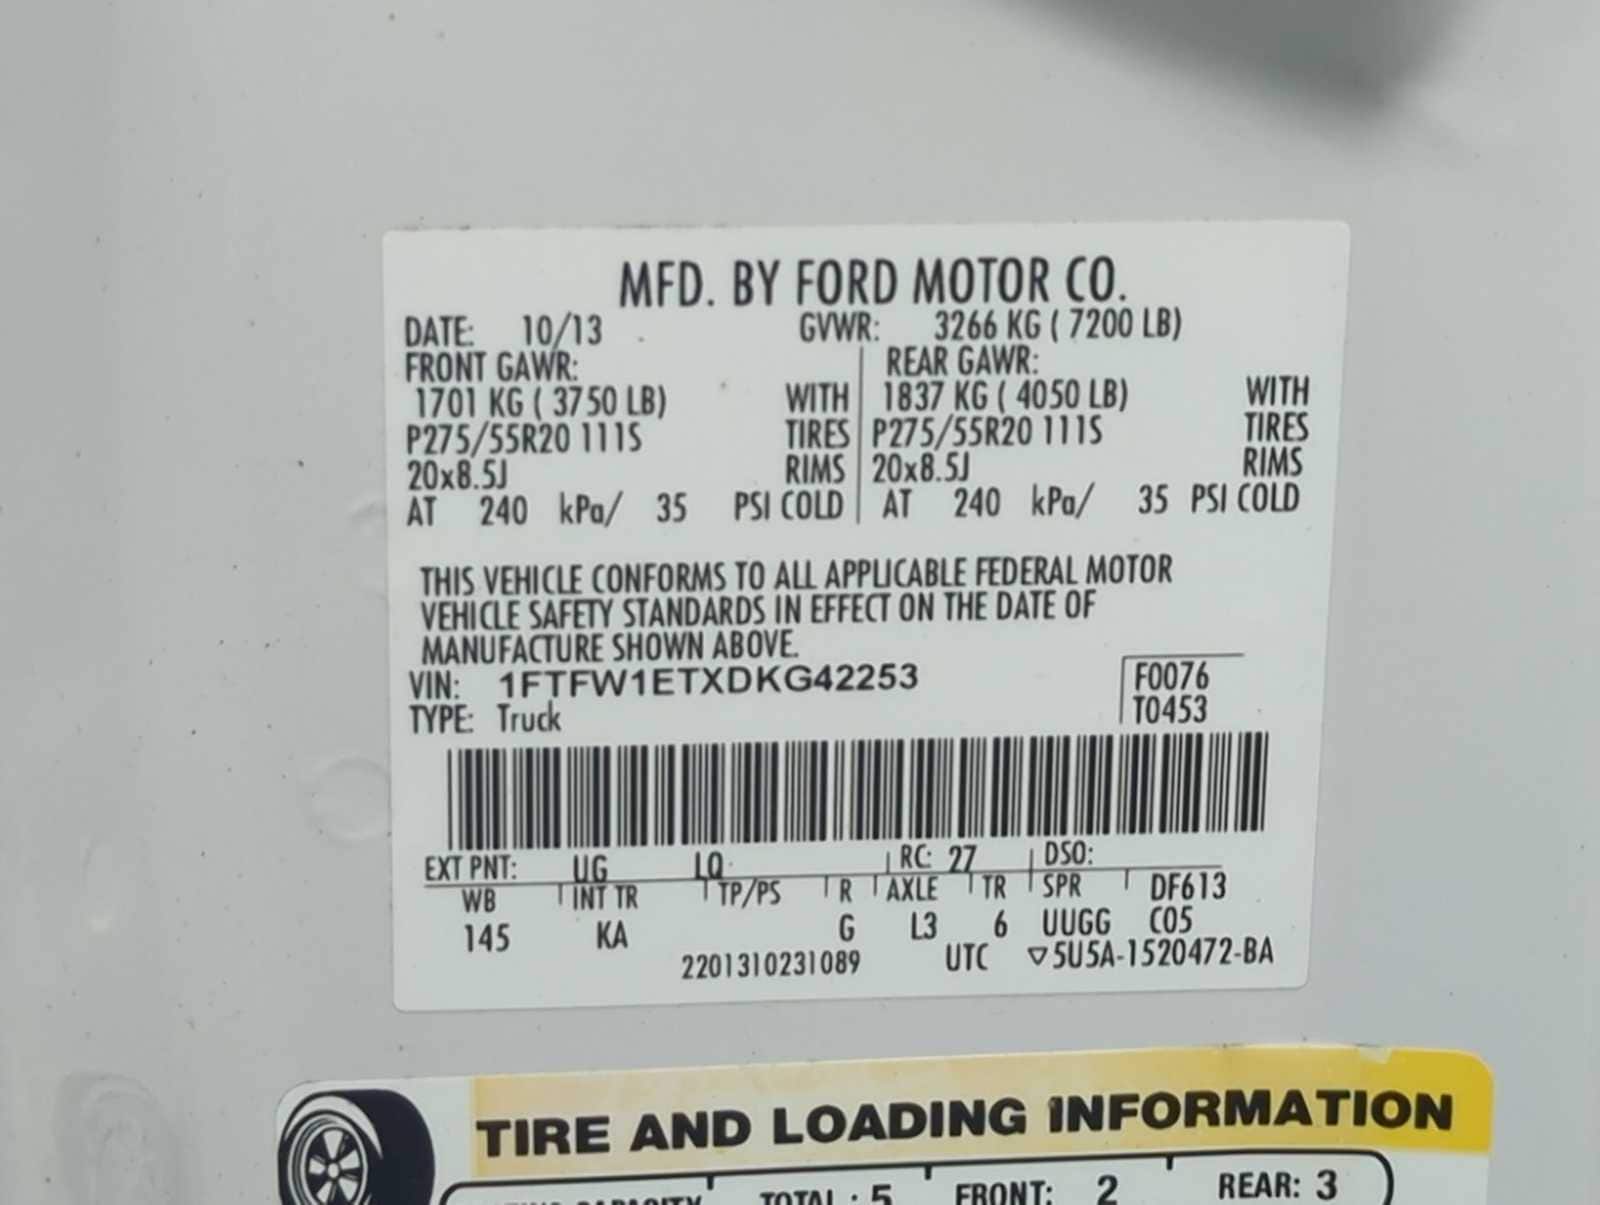 MFD. BY FORD MOTOR CO.
DATE: 10/13 GVWR: 3266 KG ( 7200 LB)
FRONT GAWR: REAR GAWR:
1701 KG ( 3750 LB) WITH 1837 KG ( 4050 LB) WITH
P275/55R20 111S TIRES P275/55R20 111S TIRES
20x8.5J RIMS 20x8.5J RIMS
AT 240 kPa/ 35 PSI COLD AT 240 kPa/ 35 PSI COLD
THIS VEHICLE CONFORMS TO ALL APPLICABLE FEDERAL MOTOR
VEHICLE SAFETY STANDARDS IN EFFECT ON THE DATE OF
MANUFACTURE SHOWN ABOVE.
VIN: 1FTFW1ETXDKG42253 F0076
TYPE: Truck T0453
EXT PNT: UG LQ RC: 27 DSO:
WB INT TR TP/PS R AXLE TR SPR DF613
145 KA G L3 6 UUGG C05
2201310231089 UTC ▽5U5A-1520472-BA
TIRE AND LOADING INFORMATION
CAPACITY TOTAL : 5 FRONT: 2 REAR: 3